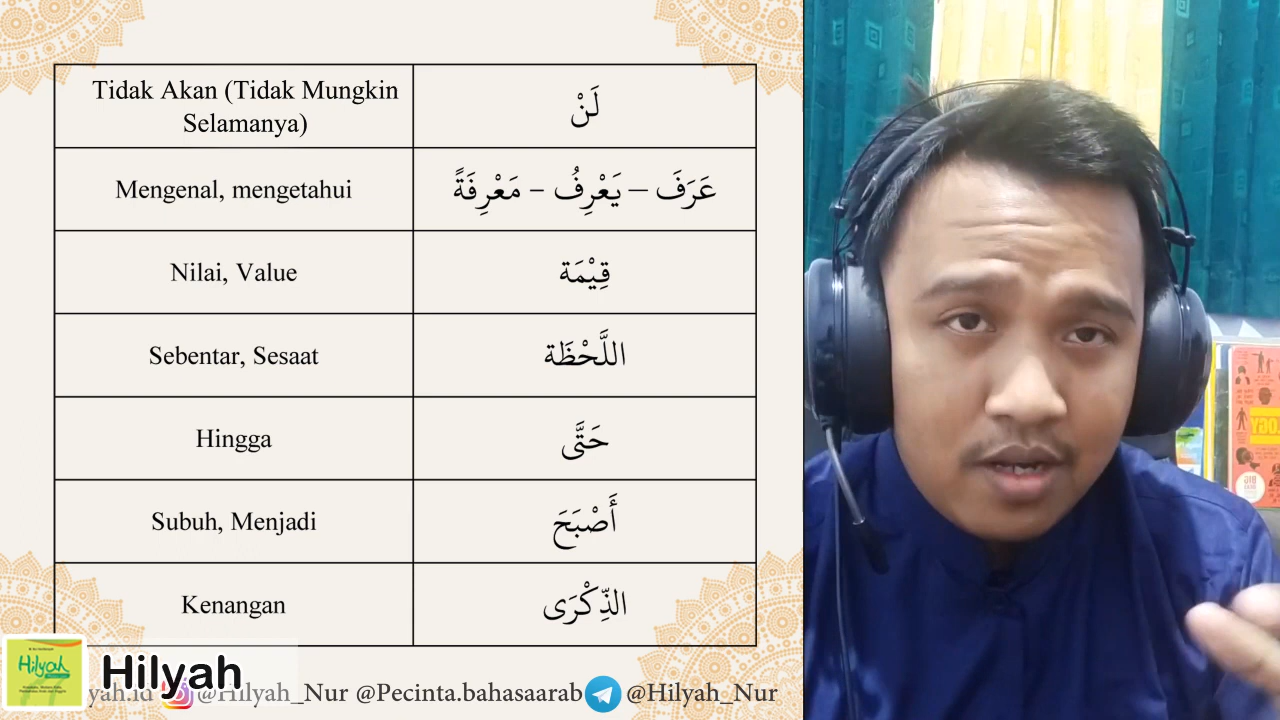 Tidak Akan (Tidak Mungkin
Selamanya)
لَنْ
Mengenal, mengetahui
عَرَفَ – يَعْرِفُ – مَعْرِفَةً
Nilai, Value
قِيْمَة
Sebentar, Sesaat
اللَّحْظَة
Hingga
حَتَّى
Subuh, Menjadi
أَصْبَحَ
Kenangan
الذِّكْرَى
Hilyah
Hilyah
@Hilyah_Nur @Pecinta.bahasaarab @Hilyah_Nur